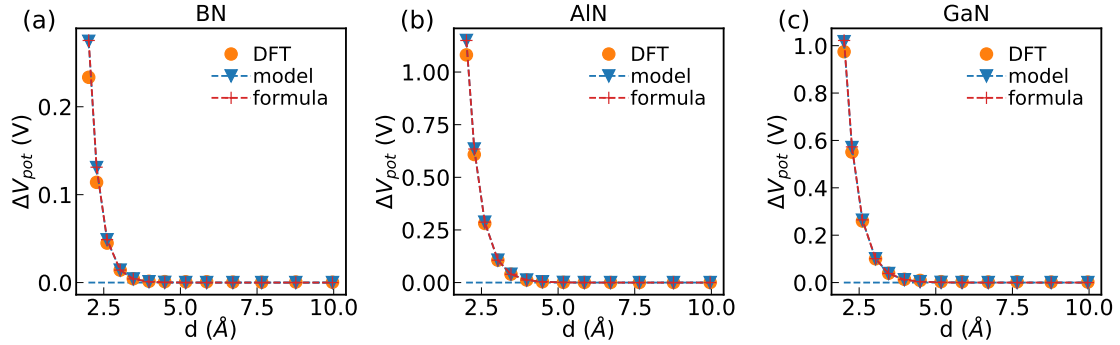 (a)
BN
ΔV_pot (V)
0.2
0.1
0.0
DFT
model
formula
2.5 5.0 7.5 10.0
d (Å)
(b)
AlN
ΔV_pot (V)
1.00
0.75
0.50
0.25
0.00
DFT
model
formula
2.5 5.0 7.5 10.0
d (Å)
(c)
GaN
ΔV_pot (V)
1.0
0.8
0.6
0.4
0.2
0.0
DFT
model
formula
2.5 5.0 7.5 10.0
d (Å)